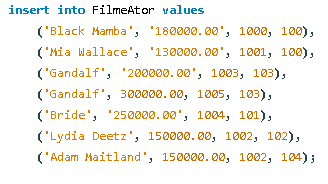 insert into FilmeAtor values
('Black Mamba', '180000.00', 1000, 100),
('Mia Wallace', '130000.00', 1001, 100),
('Gandalf', '200000.00', 1003, 103),
('Gandalf', 300000.00, 1005, 103),
('Bride', '250000.00', 1004, 101),
('Lydia Deetz', 150000.00, 1002, 102),
('Adam Maitland', 150000.00, 1002, 104);